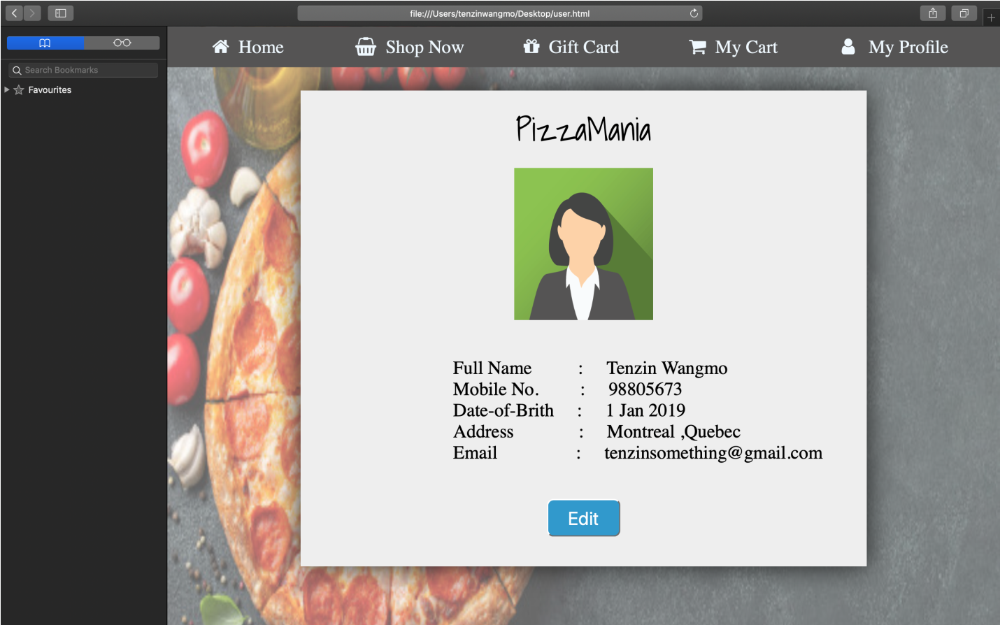 file:///Users/tenzinwangmo/Desktop/user.html
Search Bookmarks
Favourites
Home Shop Now Gift Card My Cart My Profile
PizzaMania
Full Name : Tenzin Wangmo
Mobile No. : 98805673
Date-of-Brith : 1 Jan 2019
Address : Montreal ,Quebec
Email : tenzinsomething@gmail.com
Edit